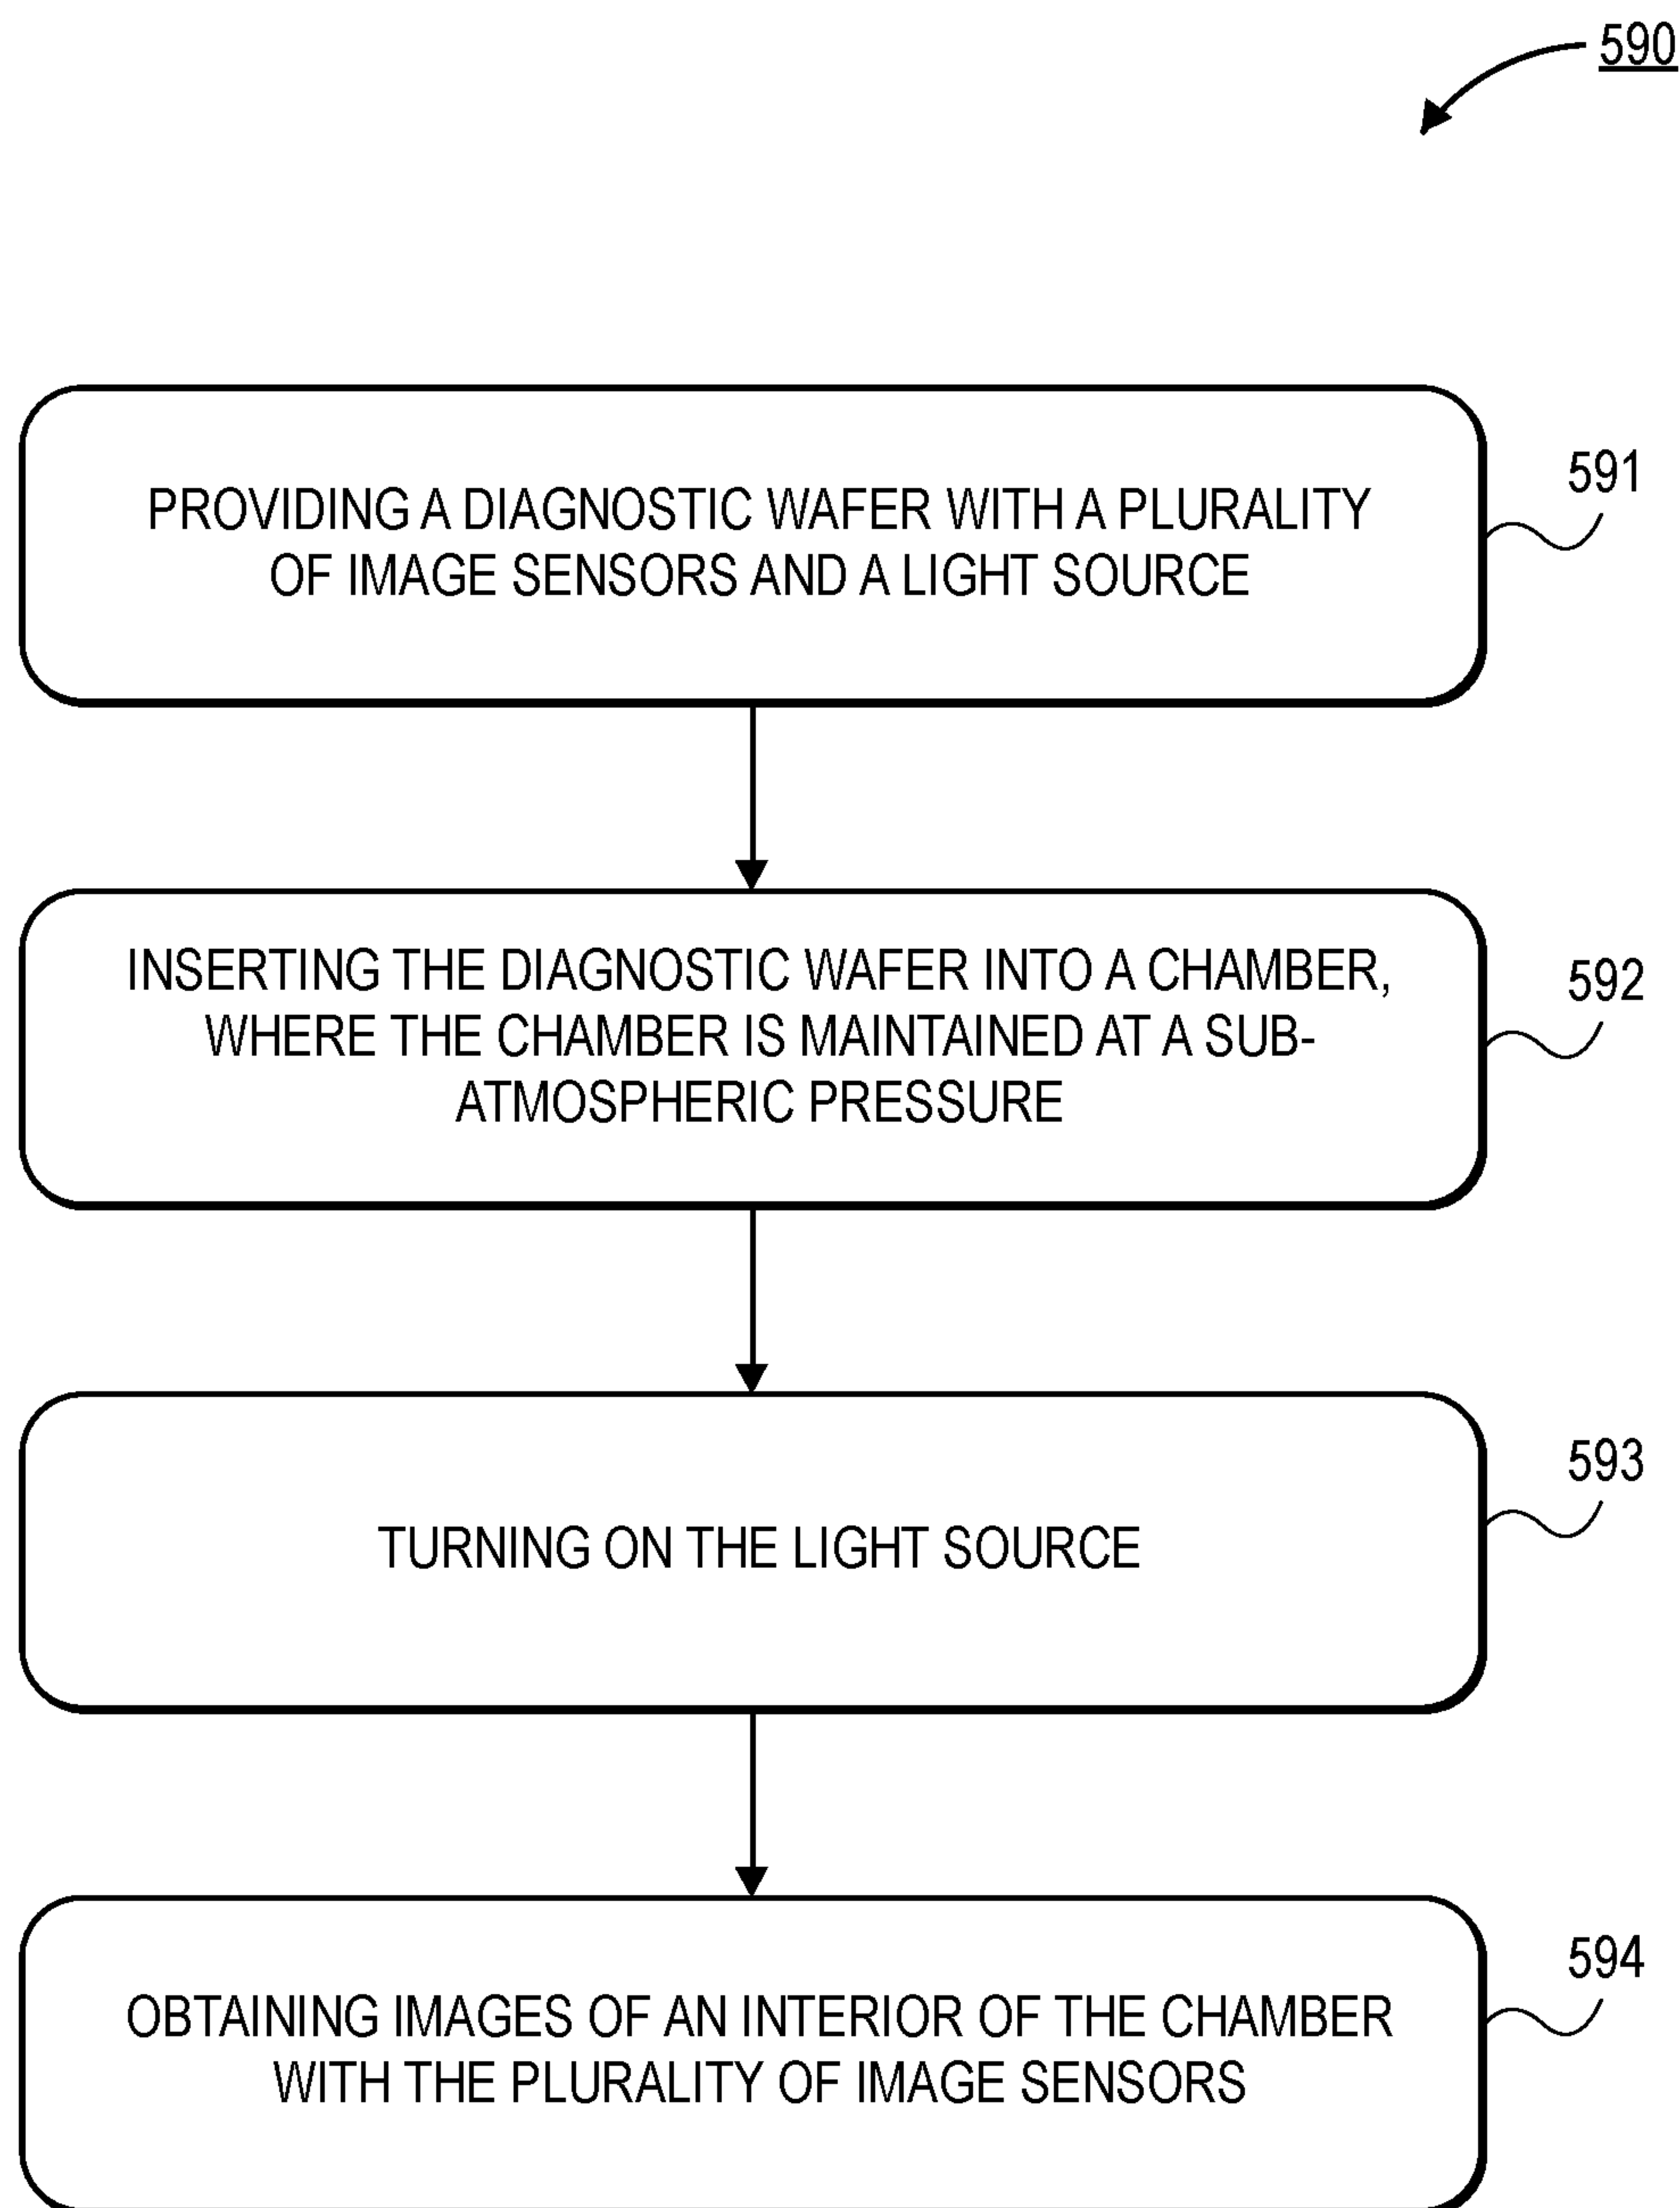 590
PROVIDING A DIAGNOSTIC WAFER WITH A PLURALITY
OF IMAGE SENSORS AND A LIGHT SOURCE
591
INSERTING THE DIAGNOSTIC WAFER INTO A CHAMBER,
WHERE THE CHAMBER IS MAINTAINED AT A SUB-
ATMOSPHERIC PRESSURE
592
TURNING ON THE LIGHT SOURCE
593
OBTAINING IMAGES OF AN INTERIOR OF THE CHAMBER
WITH THE PLURALITY OF IMAGE SENSORS
594